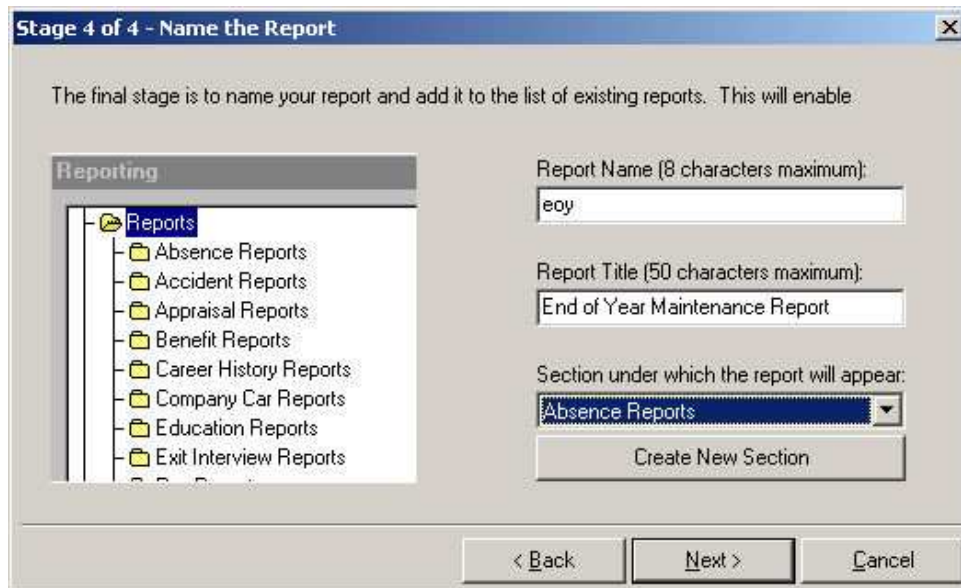 Stage 4 of 4 - Name the Report
The final stage is to name your report and add it to the list of existing reports.  This will enable
Reporting
Reports
Absence Reports
Accident Reports
Appraisal Reports
Benefit Reports
Career History Reports
Company Car Reports
Education Reports
Exit Interview Reports
Report Name (8 characters maximum):
eoy
Report Title (50 characters maximum):
End of Year Maintenance Report
Section under which the report will appear:
Absence Reports
Create New Section
< Back
Next >
Cancel